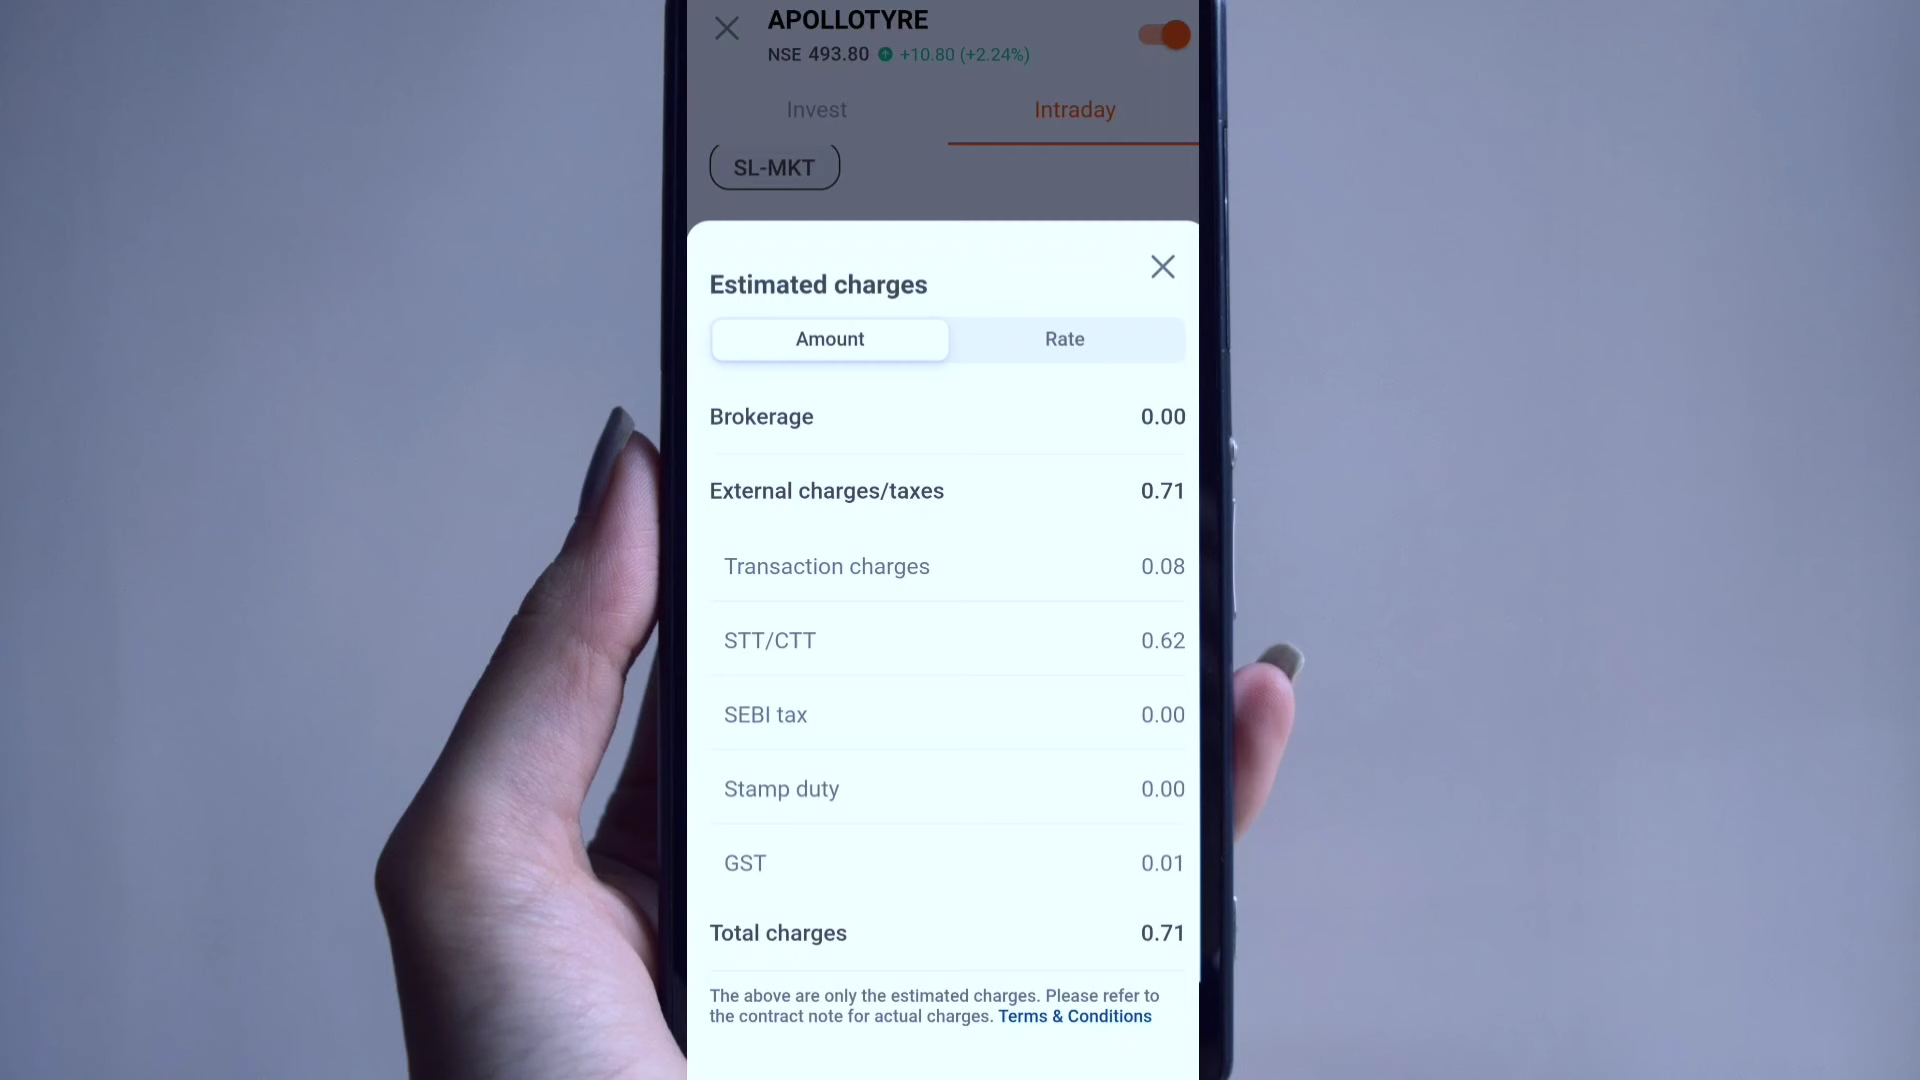 APOLLOTYRE
NSE 493.80 +10.80 (+2.24%)
Invest Intraday
SL-MKT
Estimated charges
Amount Rate
Brokerage 0.00
External charges/taxes 0.71
Transaction charges 0.08
STT/CTT 0.62
SEBI tax 0.00
Stamp duty 0.00
GST 0.01
Total charges 0.71
The above are only the estimated charges. Please refer to
the contract note for actual charges. Terms & Conditions